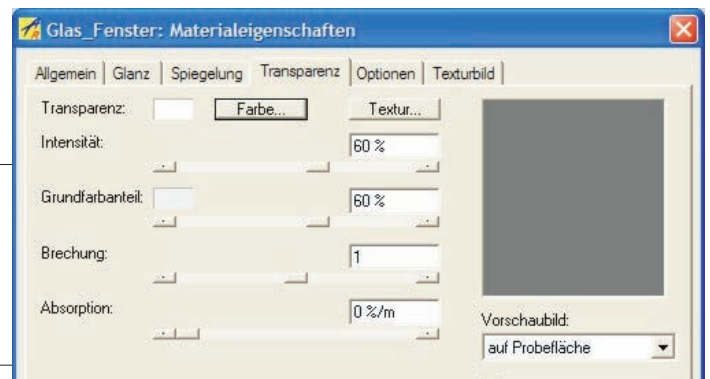 Glas_Fenster: Materialeigenschaften
Allgemein Glanz Spiegelung Transparenz Optionen Texturbild
Transparenz: Farbe... Textur...
Intensität: 60 %
Grundfarbanteil: 60 %
Brechung: 1
Absorption: 0 %/m
Vorschaubild:
auf Probefläche